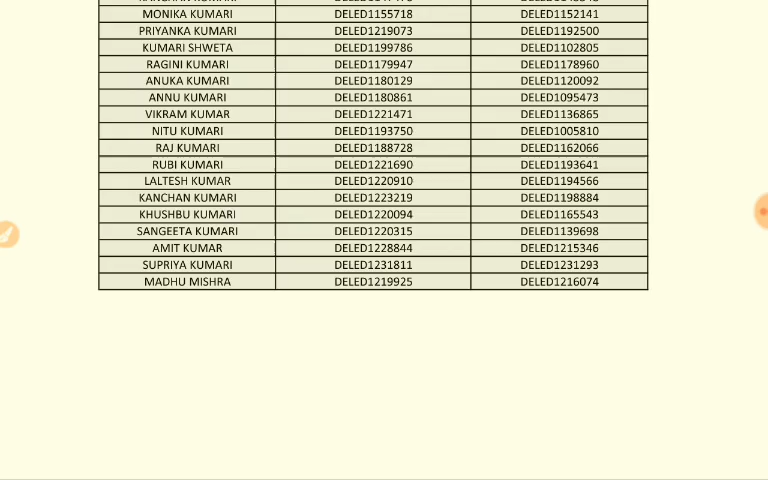 MONIKA KUMARI DELED1155718 DELED1152141
PRIYANKA KUMARI DELED1219073 DELED1192500
KUMARI SHWETA DELED1199786 DELED1102805
RAGINI KUMARI DELED1179947 DELED1178960
ANUKA KUMARI DELED1180129 DELED1120092
ANNU KUMARI DELED1180861 DELED1095473
VIKRAM KUMAR DELED1221471 DELED1136865
NITU KUMARI DELED1193750 DELED1005810
RAJ KUMARI DELED1188728 DELED1162066
RUBI KUMARI DELED1221690 DELED1193641
LALTESH KUMAR DELED1220910 DELED1194566
KANCHAN KUMARI DELED1223219 DELED1198884
KHUSHBU KUMARI DELED1220094 DELED1165543
SANGEETA KUMARI DELED1220315 DELED1139698
AMIT KUMAR DELED1228844 DELED1215346
SUPRIYA KUMARI DELED1231811 DELED1231293
MADHU MISHRA DELED1219925 DELED1216074